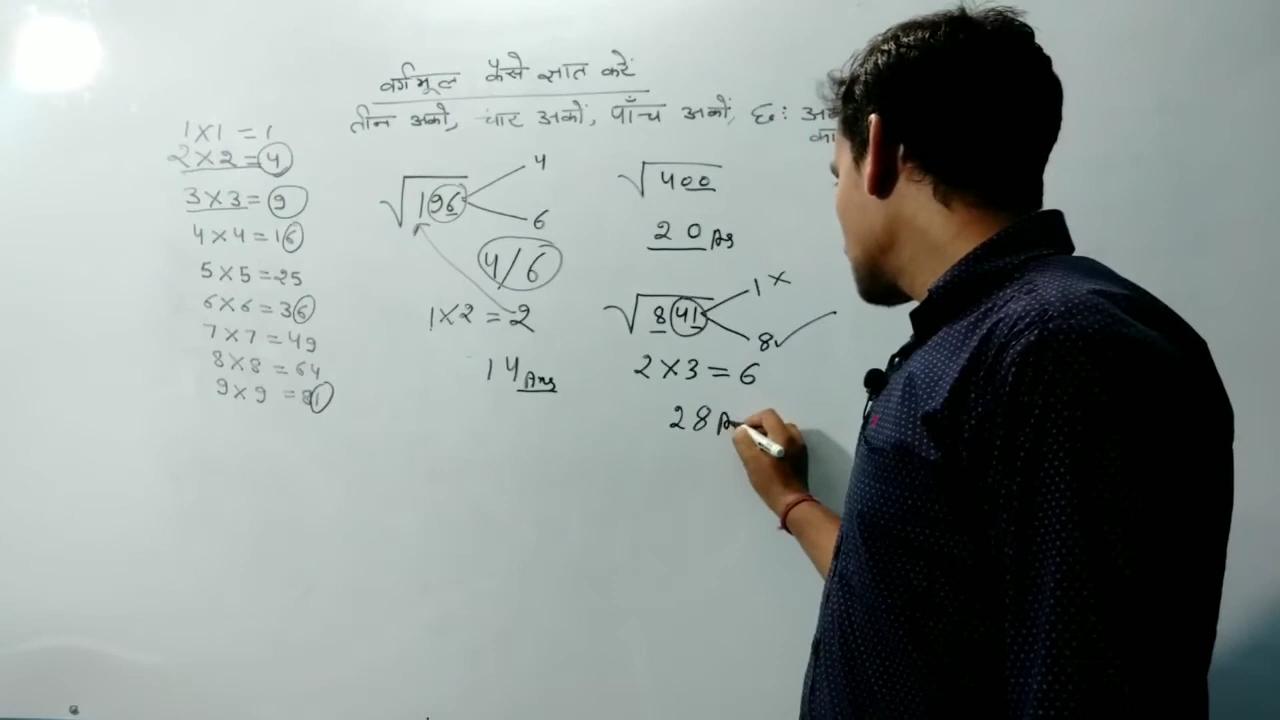 वर्गमूल कैसे ज्ञात करें
तीन अंको, चार अकों, पाँच अकों, छः
का
1 X 1 = 1
2 X 2 = 4
3 X 3 = 9
4 X 4 = 16
5 X 5 = 25
6 X 6 = 36
7 X 7 = 49
8 X 8 = 64
9 X 9 = 81
√196
4
6
4/6
1 X 2 = 2
14 Ans
√400
20 Ans
√841
1 ×
8 ✓
2 X 3 = 6
28